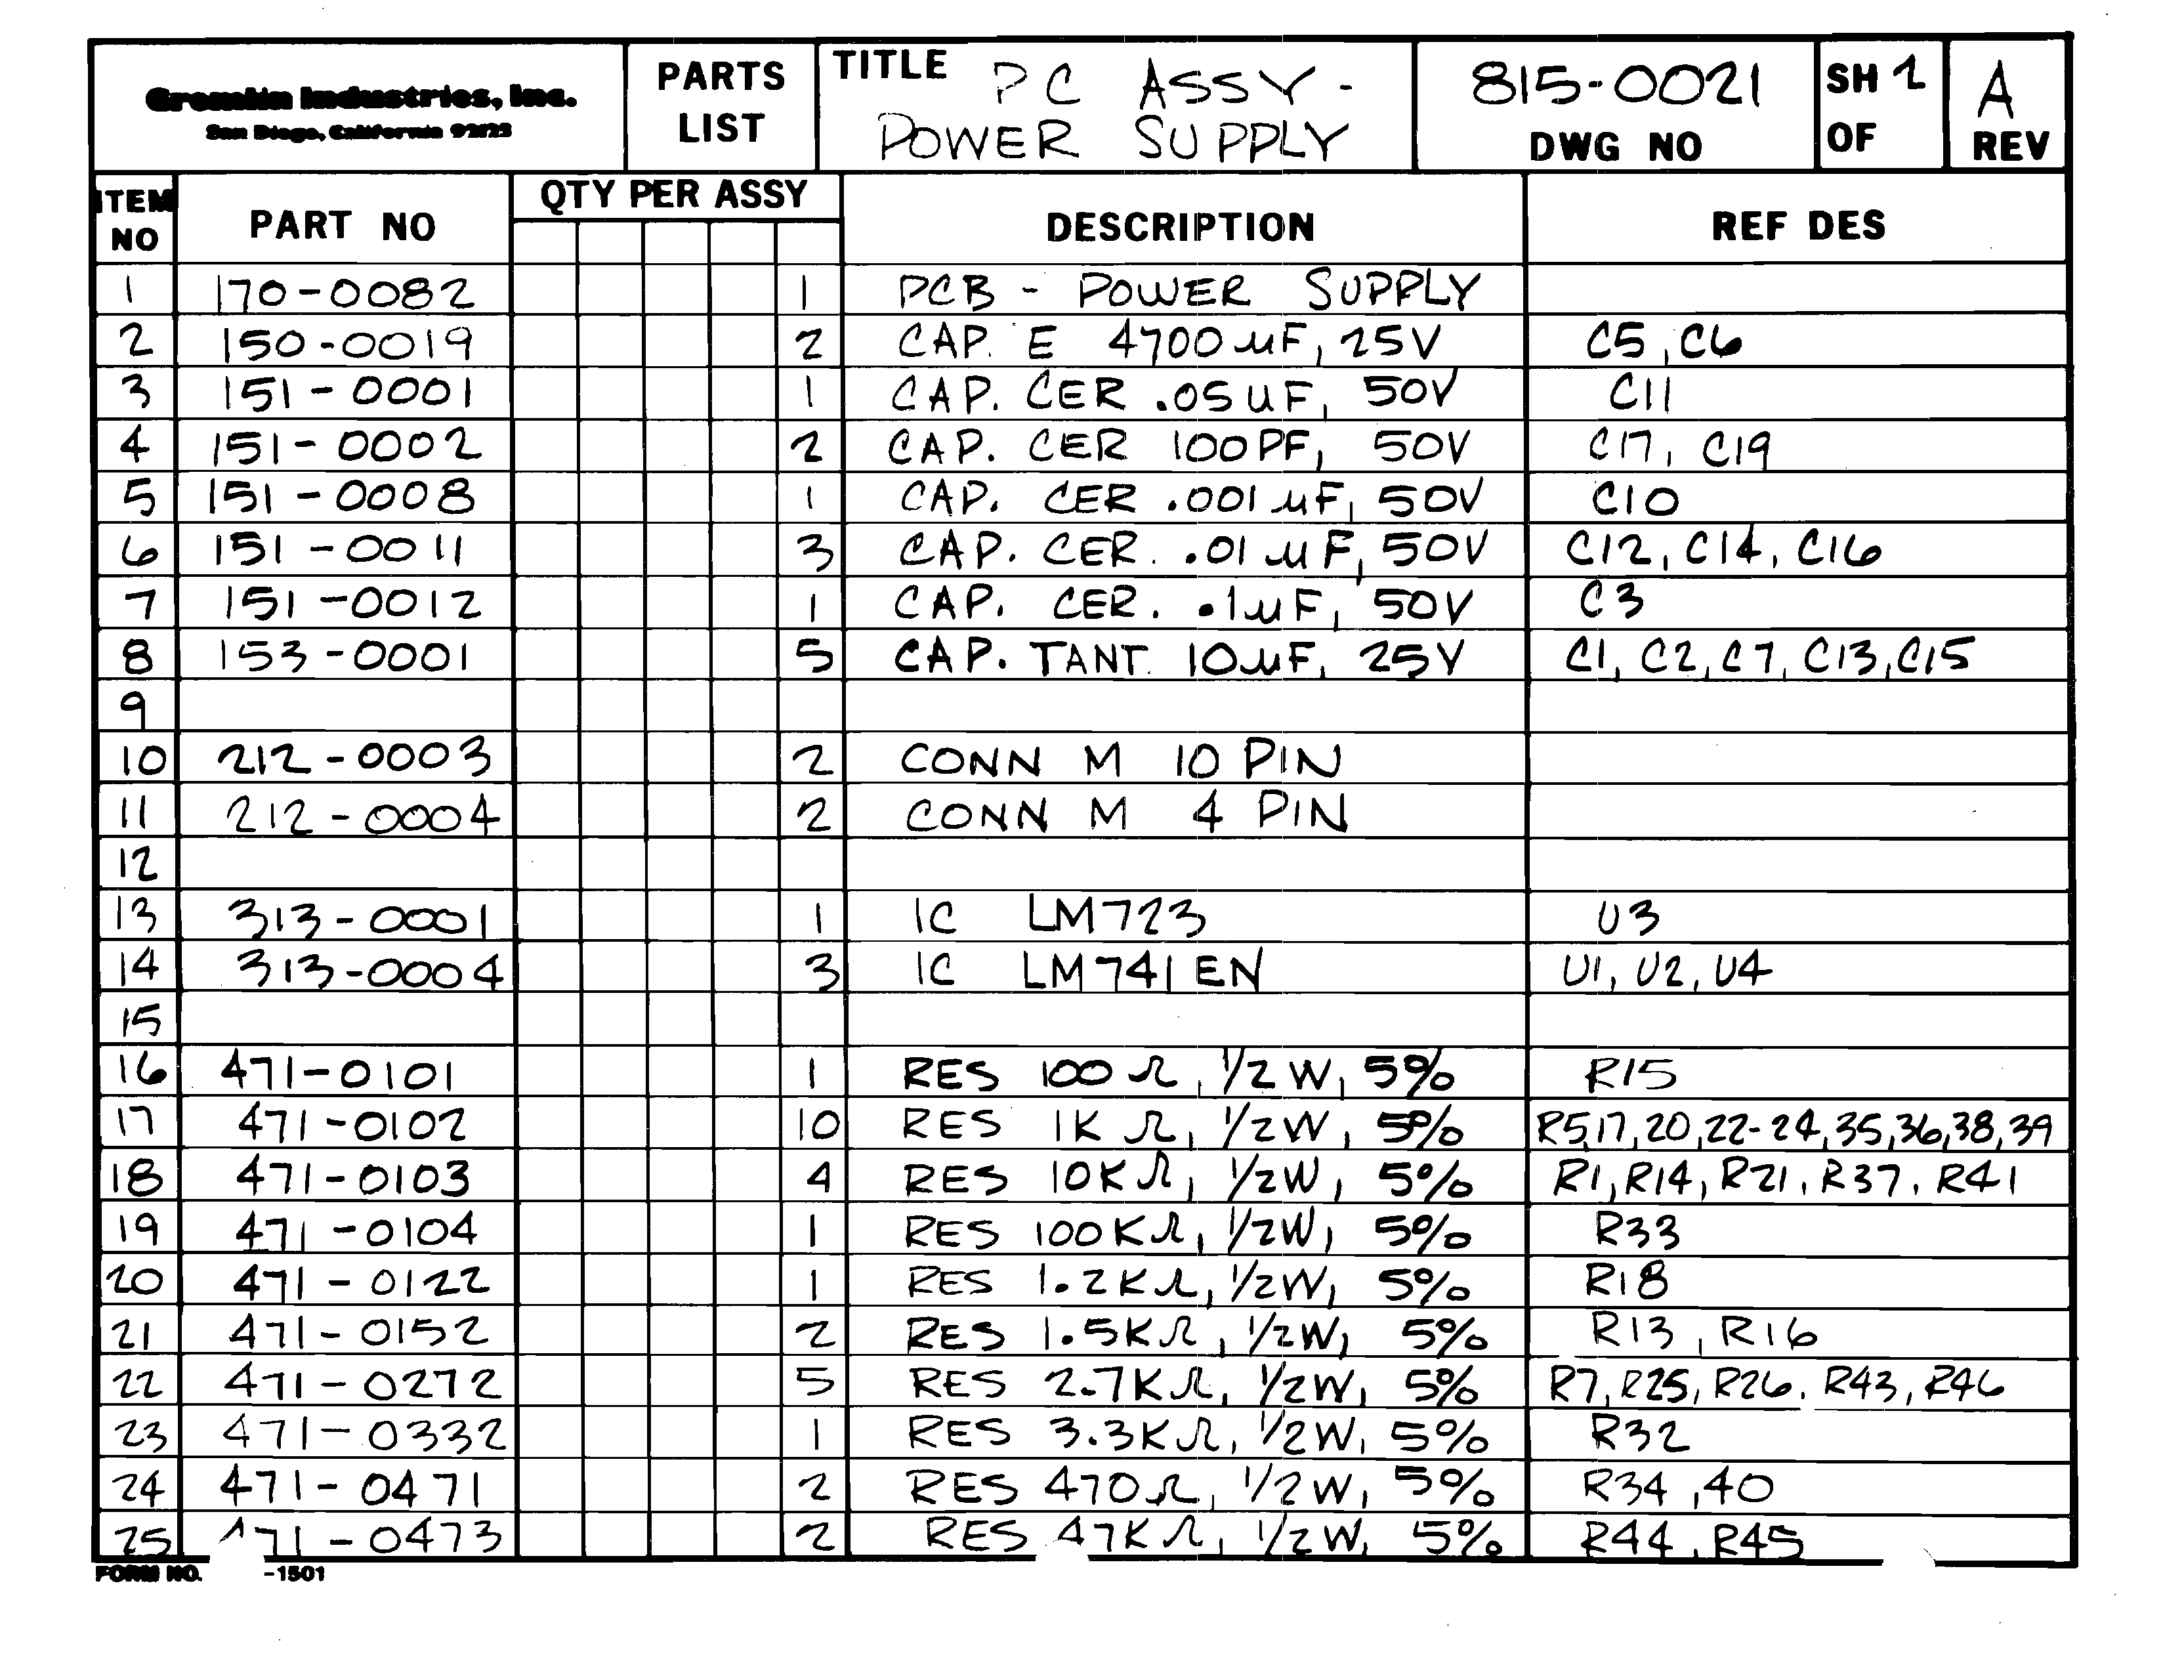 Gremlin Industries, Inc.
San Diego, California 92123
PARTS LIST
TITLE PC ASSY -
POWER SUPPLY
815-0021
DWG NO
SH 1
OF
A
REV
ITEM NO PART NO QTY PER ASSY DESCRIPTION REF DES
1 170-0082 1 PCB - POWER SUPPLY
2 150-0019 2 CAP. E 4700 µF, 25V C5, C6
3 151-0001 1 CAP. CER .05UF, 50V C11
4 151-0002 2 CAP. CER 100PF, 50V C17, C19
5 151-0008 1 CAP. CER .001µF, 50V C10
6 151-0011 3 CAP. CER. .01µF, 50V C12, C14, C16
7 151-0012 1 CAP. CER. .1µF, 50V C3
8 153-0001 5 CAP. TANT. 10µF, 25V C1, C2, C7, C13, C15
9
10 212-0003 2 CONN M 10 PIN
11 212-0004 2 CONN M 4 PIN
12
13 313-0001 1 IC LM723 U3
14 313-0004 3 IC LM741EN U1, U2, U4
15
16 471-0101 1 RES 100Ω, 1/2W, 5% R15
17 471-0102 10 RES 1KΩ, 1/2W, 5% R5,17,20,22-24,35,36,38,39
18 471-0103 4 RES 10KΩ, 1/2W, 5% R1, R14, R21, R37, R41
19 471-0104 1 RES 100KΩ, 1/2W, 5% R33
20 471-0122 1 RES 1.2KΩ, 1/2W, 5% R18
21 471-0152 2 RES 1.5KΩ, 1/2W, 5% R13, R16
22 471-0272 5 RES 2.7KΩ, 1/2W, 5% R7, R25, R26, R43, R46
23 471-0332 1 RES 3.3KΩ, 1/2W, 5% R32
24 471-0471 2 RES 470Ω, 1/2W, 5% R34, 40
25 471-0473 2 RES 47KΩ, 1/2W, 5% R44, R45
FORM NO. -1501